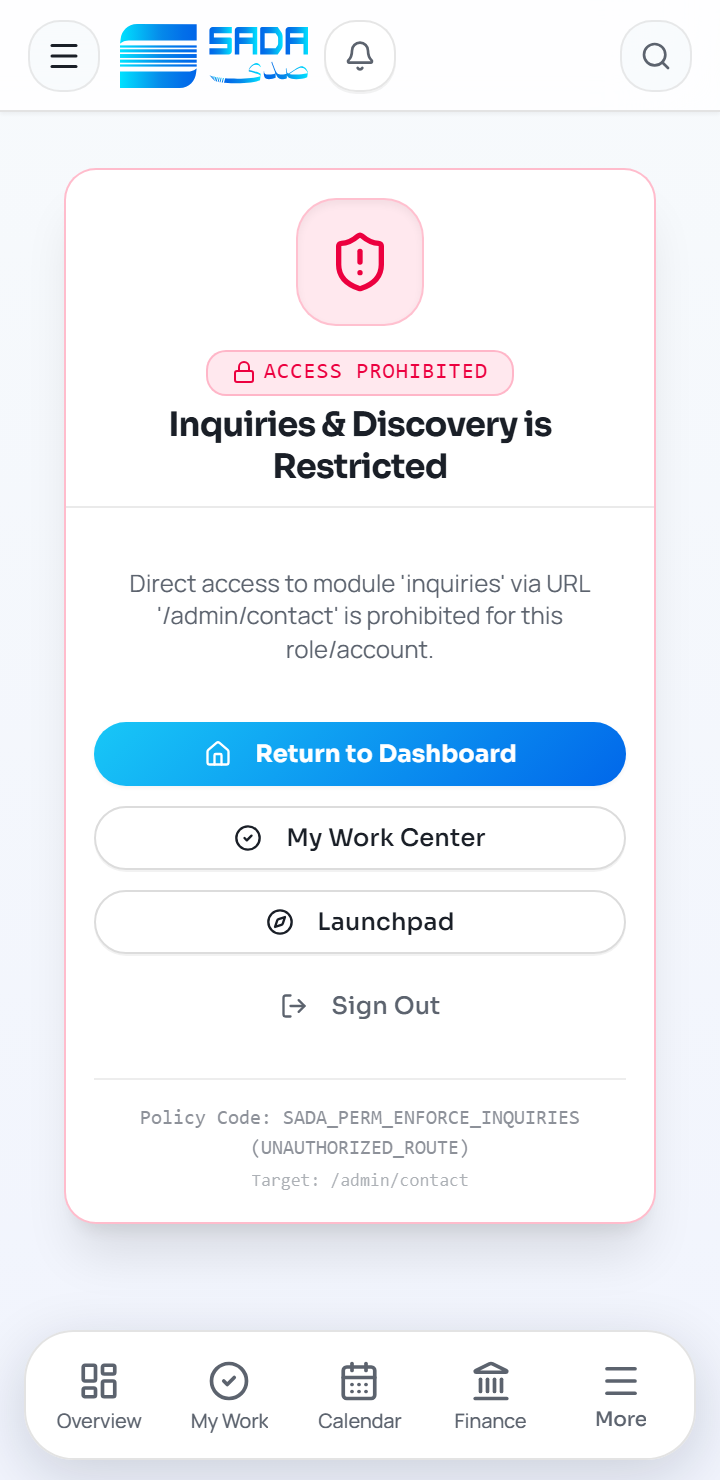 SADA
صدى
ACCESS PROHIBITED
Inquiries & Discovery is
Restricted
Direct access to module 'inquiries' via URL
'/admin/contact' is prohibited for this
role/account.
Return to Dashboard
My Work Center
Launchpad
Sign Out
Policy Code: SADA_PERM_ENFORCE_INQUIRIES
(UNAUTHORIZED_ROUTE)
Target: /admin/contact
Overview
My Work
Calendar
Finance
More